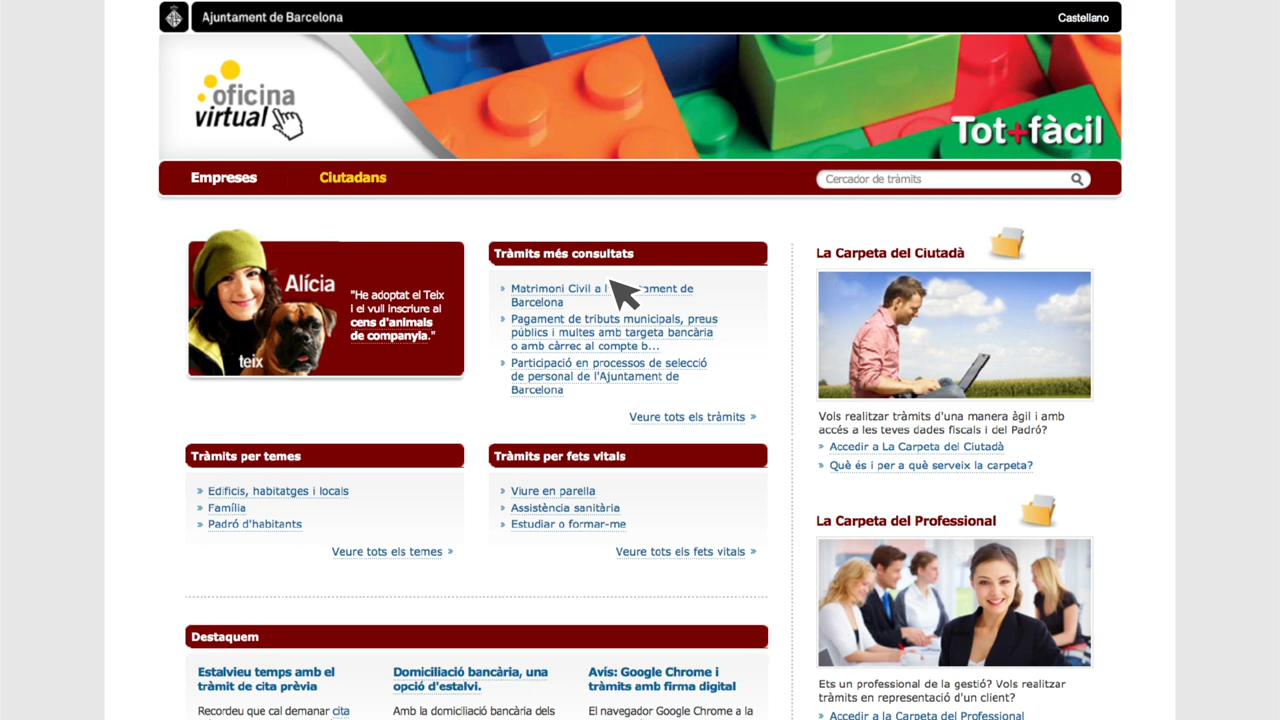 Ajuntament de Barcelona
Castellano
oficina
virtual
Tot+fàcil
Empreses
Ciutadans
Cercador de tràmits
Alícia
"He adoptat el Teix
i el vull inscriure al
cens d'animals
de companyia."
teix
Tràmits més consultats
Matrimoni Civil a
de
Barcelona
Pagament de tributs municipals, preus
públics i multes amb targeta bancària
o amb càrrec al compte b...
Participació en processos de selecció
de personal de l'Ajuntament de
Barcelona
Veure tots els tràmits
Tràmits per temes
Edificis, habitatges i locals
Família
Padró d'habitants
Veure tots els temes
Tràmits per fets vitals
Viure en parella
Assistència sanitària
Estudiar o formar-me
Veure tots els fets vitals
Destaquem
Estalvieu temps amb el
tràmit de cita prèvia
Recordeu que cal demanar cita
Domiciliació bancària, una
opció d'estalvi.
Amb la domiciliació bancària dels
Avís: Google Chrome i
tràmits amb firma digital
El navegador Google Chrome a la
La Carpeta del Ciutadà
Vols realitzar tràmits d'una manera àgil i amb
accés a les teves dades fiscals i del Padró?
Accedir a La Carpeta del Ciutadà
Què és i per a què serveix la carpeta?
La Carpeta del Professional
Ets un professional de la gestió? Vols realitzar
tràmits en representació d'un client?
Accedir a la Carpeta del Professional